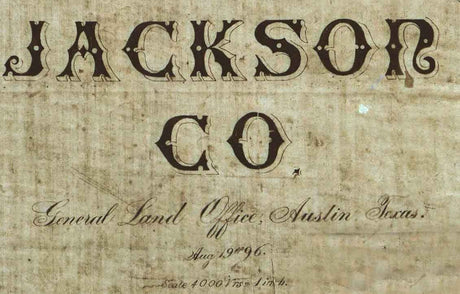 JACKSON
CO.
General Land Office, Austin Texas.
Aug 19th 96.
Scale 4000 Vrs = 1 inch.